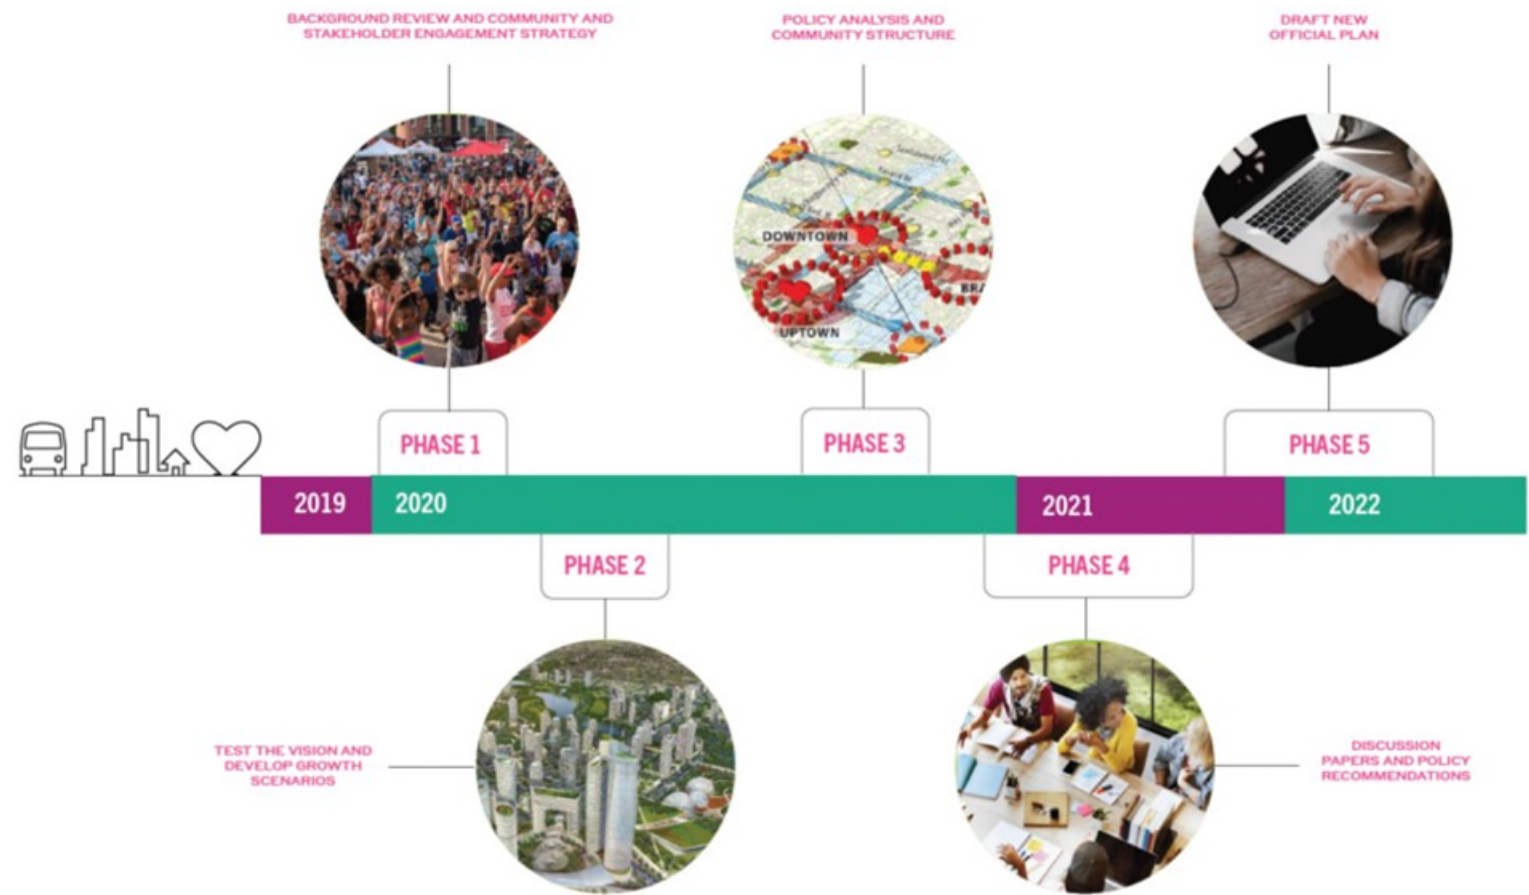 BACKGROUND REVIEW AND COMMUNITY AND
STAKEHOLDER ENGAGEMENT STRATEGY
POLICY ANALYSIS AND
COMMUNITY STRUCTURE
DRAFT NEW
OFFICIAL PLAN
DOWNTOWN
BRA
UPTOWN
PHASE 1
PHASE 3
PHASE 5
2019
2020
2021
2022
PHASE 2
PHASE 4
TEST THE VISION AND
DEVELOP GROWTH
SCENARIOS
DISCUSSION
PAPERS AND POLICY
RECOMMENDATIONS